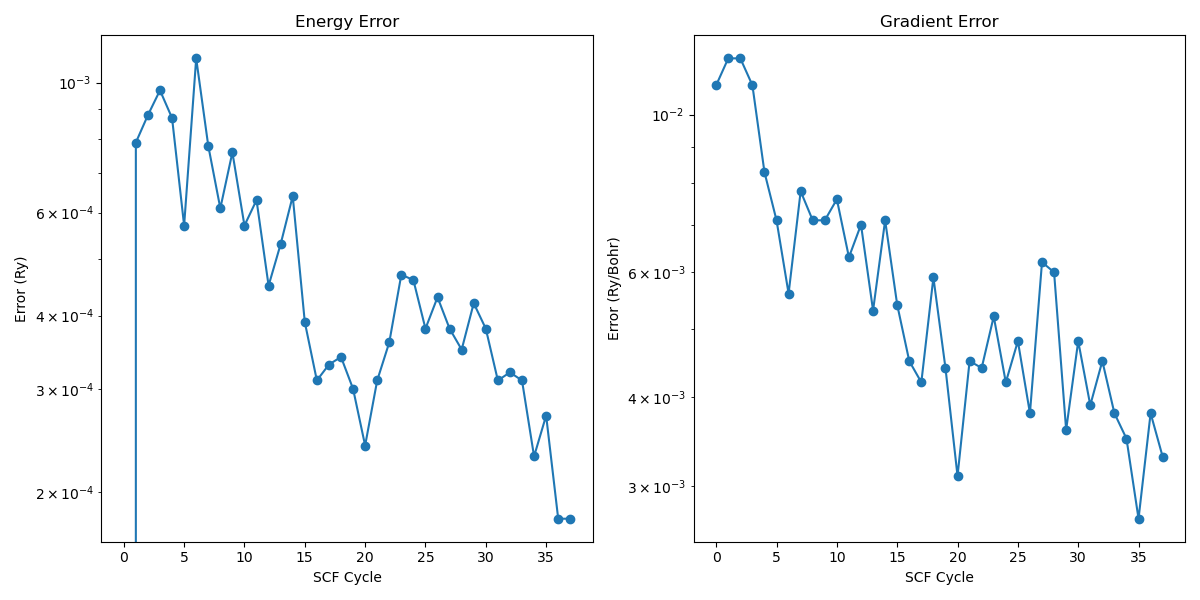 Energy Error
Error (Ry)
10⁻³
6 × 10⁻⁴
4 × 10⁻⁴
3 × 10⁻⁴
2 × 10⁻⁴
0 5 10 15 20 25 30 35
SCF Cycle
Gradient Error
Error (Ry/Bohr)
10⁻²
6 × 10⁻³
4 × 10⁻³
3 × 10⁻³
0 5 10 15 20 25 30 35
SCF Cycle